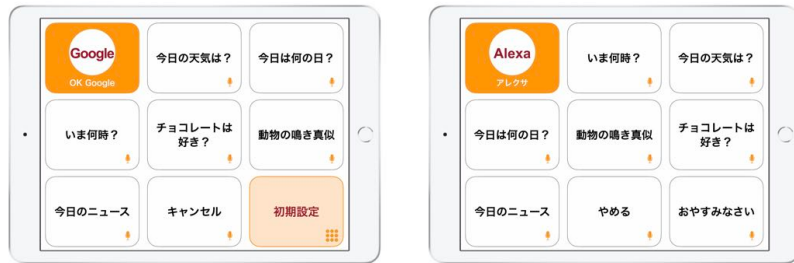 Google
OK Google
今日の天気は？
今日は何の日？
いま何時？
チョコレートは
好き？
動物の鳴き真似
今日のニュース
キャンセル
初期設定
Alexa
アレクサ
いま何時？
今日の天気は？
今日は何の日？
動物の鳴き真似
チョコレートは
好き？
今日のニュース
やめる
おやすみなさい